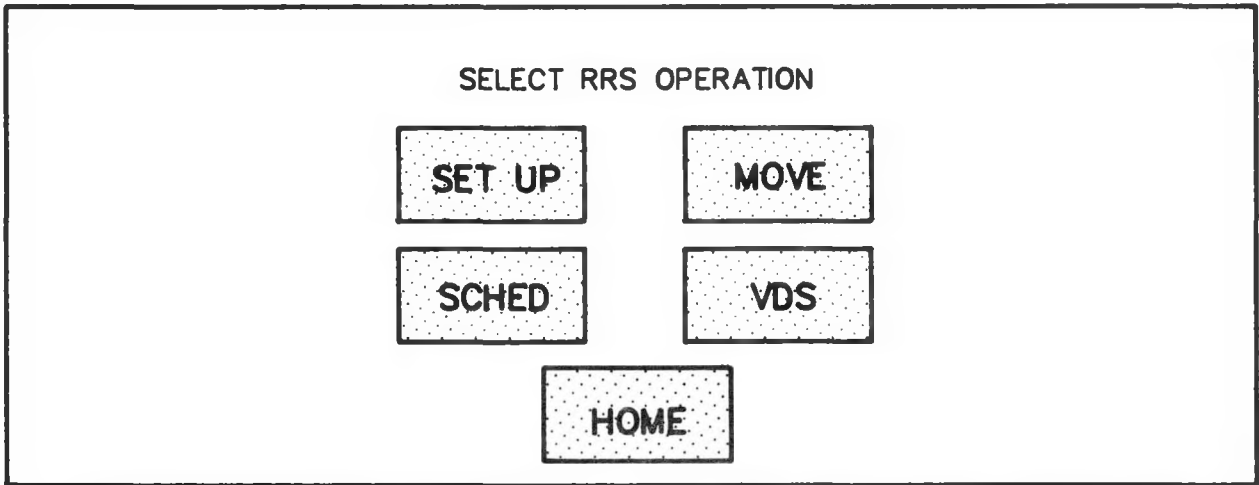 SELECT RRS OPERATION
SET UP MOVE
SCHED VDS
HOME